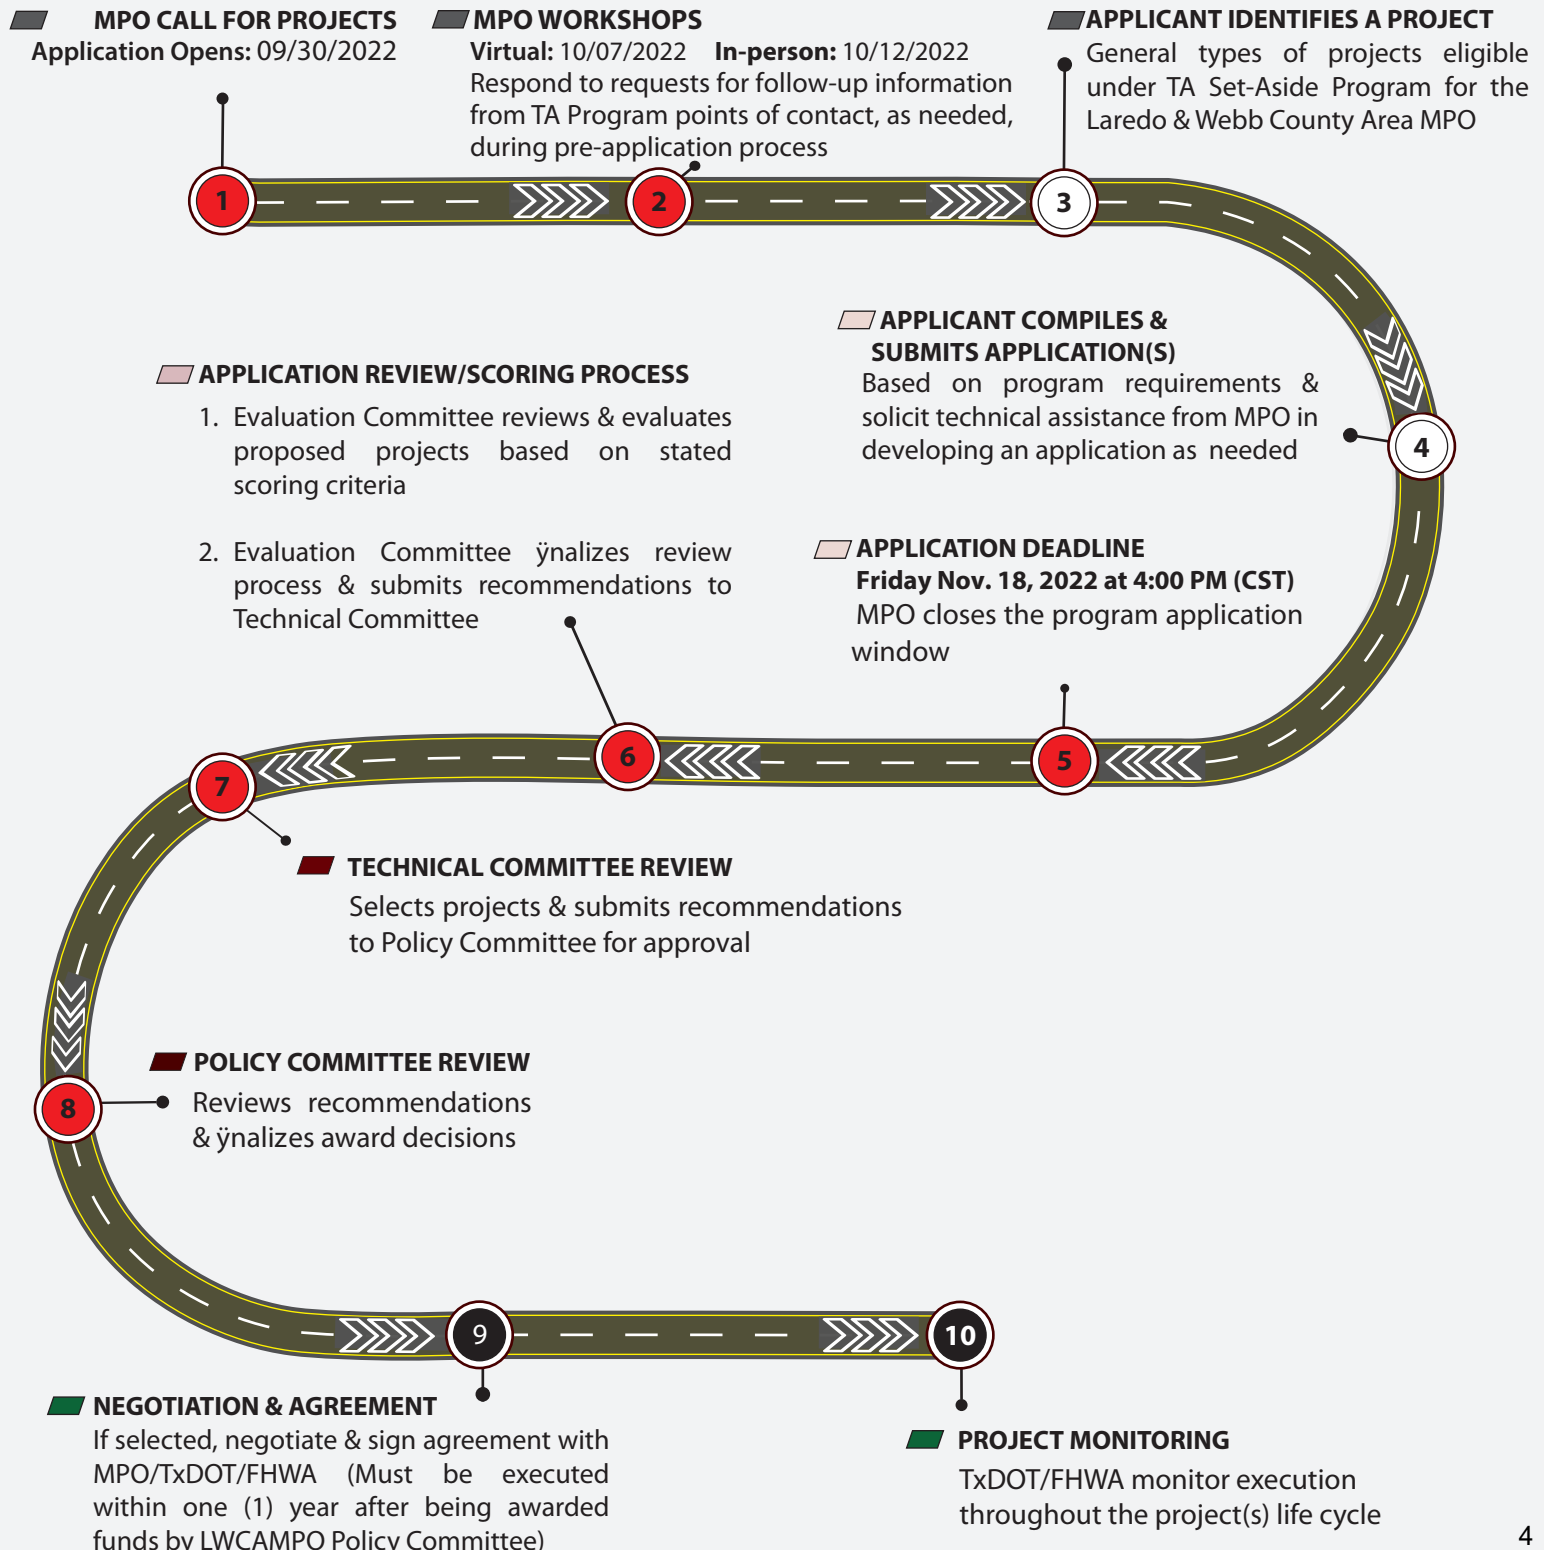 MPO CALL FOR PROJECTS
Application Opens: 09/30/2022
MPO WORKSHOPS
Virtual: 10/07/2022 In-person: 10/12/2022
Respond to requests for follow-up information
from TA Program points of contact, as needed,
during pre-application process
APPLICANT IDENTIFIES A PROJECT
General types of projects eligible
under TA Set-Aside Program for the
Laredo & Webb County Area MPO
1
2
3
APPLICANT COMPILES &
SUBMITS APPLICATION(S)
Based on program requirements &
solicit technical assistance from MPO in
developing an application as needed
4
APPLICATION DEADLINE
Friday Nov. 18, 2022 at 4:00 PM (CST)
MPO closes the program application
window
5
APPLICATION REVIEW/SCORING PROCESS
1. Evaluation Committee reviews & evaluates
proposed projects based on stated
scoring criteria
2. Evaluation Committee ÿnalizes review
process & submits recommendations to
Technical Committee
6
7
TECHNICAL COMMITTEE REVIEW
Selects projects & submits recommendations
to Policy Committee for approval
POLICY COMMITTEE REVIEW
Reviews recommendations
& ÿnalizes award decisions
8
9
10
NEGOTIATION & AGREEMENT
If selected, negotiate & sign agreement with
MPO/TxDOT/FHWA (Must be executed
within one (1) year after being awarded
funds by LWCAMPO Policy Committee)
PROJECT MONITORING
TxDOT/FHWA monitor execution
throughout the project(s) life cycle
4